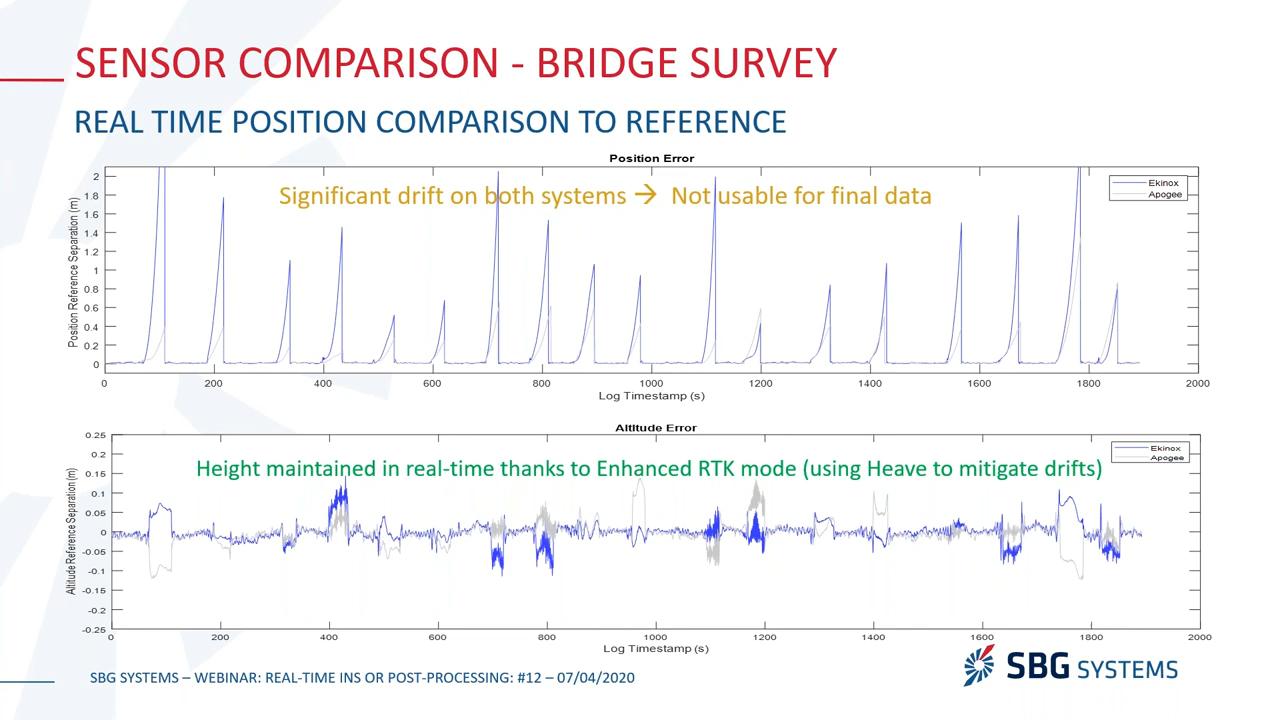 SENSOR COMPARISON - BRIDGE SURVEY
REAL TIME POSITION COMPARISON TO REFERENCE
Position Error
Significant drift on both systems → Not usable for final data
Ekinox
Apogee
Position Reference Separation (m)
2
1.8
1.6
1.4
1.2
1
0.8
0.6
0.4
0.2
0
0 200 400 600 800 1000 1200 1400 1600 1800 2000
Log Timestamp (s)
Altitude Error
Height maintained in real-time thanks to Enhanced RTK mode (using Heave to mitigate drifts)
Ekinox
Apogee
Altitude Reference Separation (m)
0.25
0.2
0.15
0.1
0.05
0
-0.05
-0.1
-0.15
-0.2
-0.25
0 200 400 600 800 1000 1200 1400 1600 1800 2000
Log Timestamp (s)
SBG SYSTEMS – WEBINAR: REAL-TIME INS OR POST-PROCESSING: #12 – 07/04/2020
SBG SYSTEMS